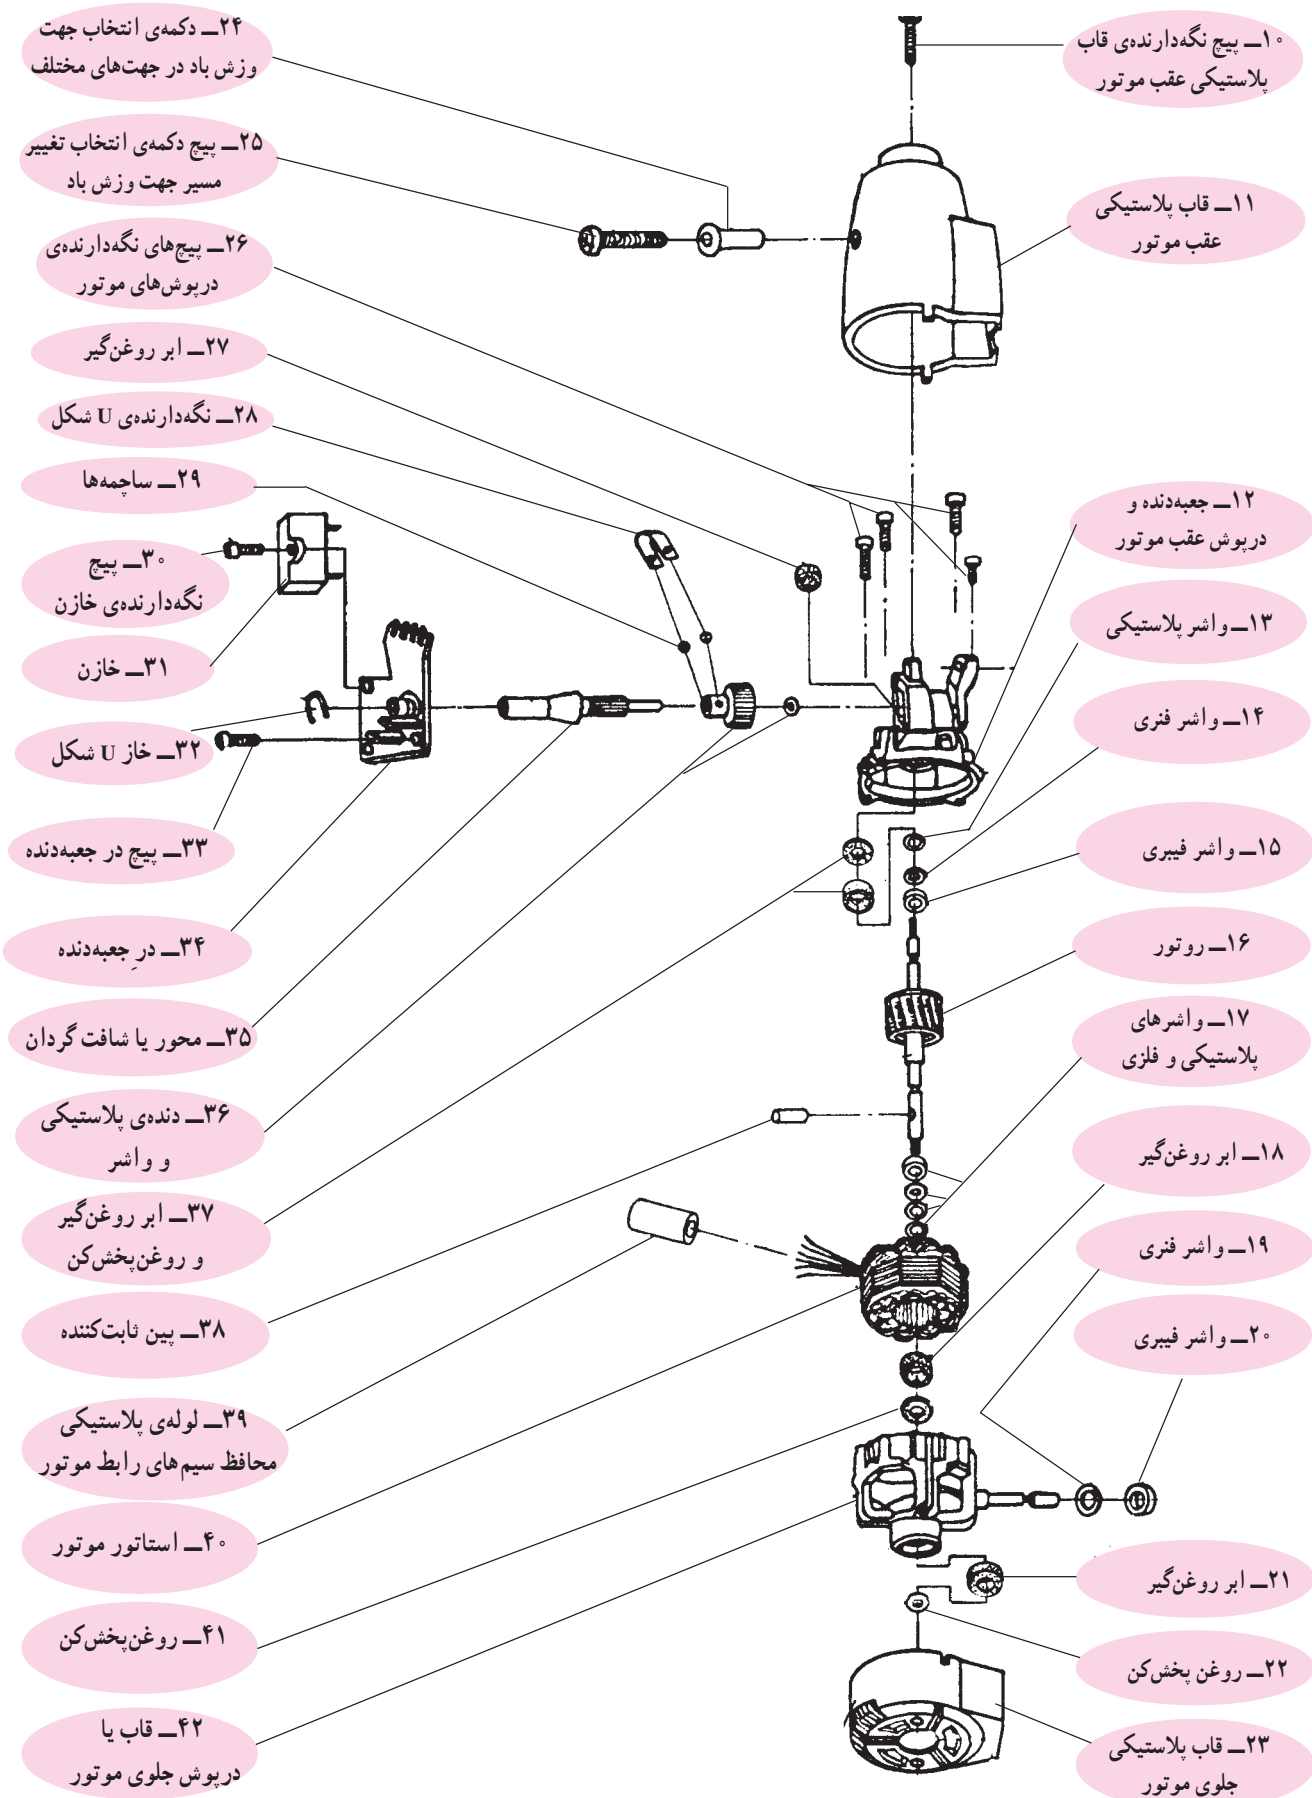 ۱۰ــ پیچ نگه‌دارنده‌ی قاب
پلاستیکی عقب موتور
۱۱ــ قاب پلاستیکی
عقب موتور
۱۲ــ جعبه‌دنده و
درپوش عقب موتور
۱۳ــ واشر پلاستیکی
۱۴ــ واشر فنری
۱۵ــ واشر فیبری
۱۶ــ روتور
۱۷ــ واشرهای
پلاستیکی و فلزی
۱۸ــ ابر روغن‌گیر
۱۹ــ واشر فنری
۲۰ــ واشر فیبری
۲۱ــ ابر روغن‌گیر
۲۲ــ روغن پخش‌کن
۲۳ــ قاب پلاستیکی
جلوی موتور
۲۴ــ دکمه‌ی انتخاب جهت
وزش باد در جهت‌های مختلف
۲۵ــ پیچ دکمه‌ی انتخاب تغییر
مسیر جهت وزش باد
۲۶ــ پیچ‌های نگه‌دارنده‌ی
درپوش‌های موتور
۲۷ــ ابر روغن‌گیر
۲۸ــ نگه‌دارنده‌ی U شکل
۲۹ــ ساچمه‌ها
۳۰ــ پیچ
نگه‌دارنده‌ی خازن
۳۱ــ خازن
۳۲ــ خار U شکل
۳۳ــ پیچ در جعبه‌دنده
۳۴ــ درِ جعبه‌دنده
۳۵ــ محور یا شافت گردان
۳۶ــ دنده‌ی پلاستیکی
و واشر
۳۷ــ ابر روغن‌گیر
و روغن‌پخش‌کن
۳۸ــ پین ثابت‌کننده
۳۹ــ لوله‌ی پلاستیکی
محافظ سیم‌های رابط موتور
۴۰ــ استاتور موتور
۴۱ــ روغن‌پخش‌کن
۴۲ــ قاب یا
درپوش جلوی موتور